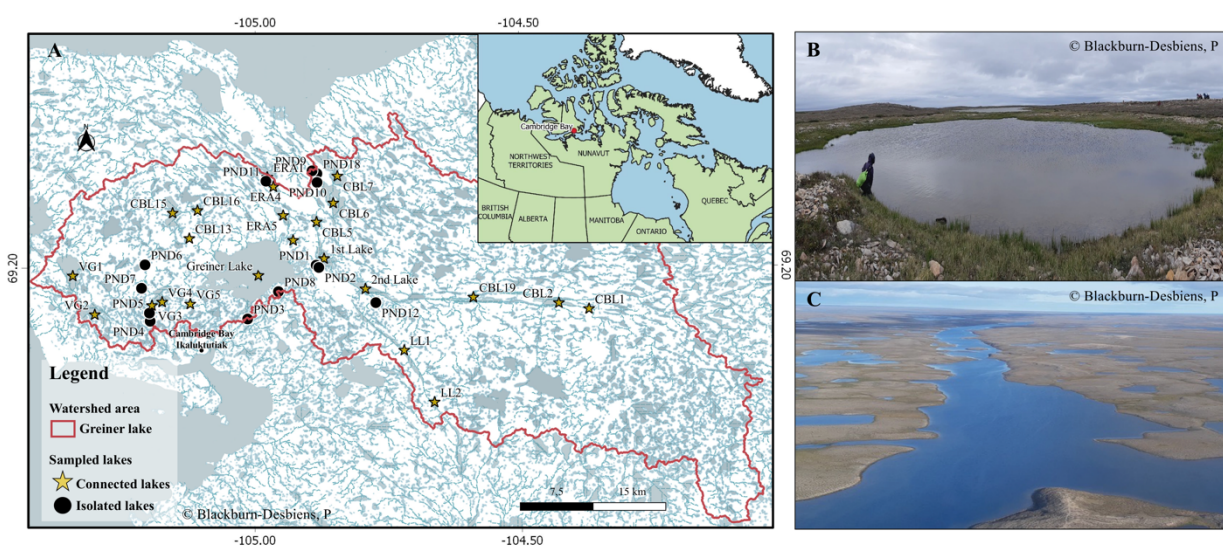 -105.00
-104.50
A
© Blackburn-Desbiens, P
N
Cambridge Bay
NORTHWEST
TERRITORIES
NUNAVUT
BRITISH
COLUMBIA
ALBERTA
MANITOBA
ONTARIO
QUEBEC
PND9
ERA1
PND18
PND11
PND10
CBL7
ERA4
CBL15
CBL16
CBL6
ERA5
CBL5
CBL13
PND1
1st Lake
PND6
Greiner Lake
PND2
2nd Lake
VG1
PND7
PND8
CBL19
CBL2
CBL1
VG4
PND5
VG5
VG2
VG3
PND3
PND12
PND4
Cambridge Bay
Ikaluktutiak
LL1
LL2
69.20
69.20
Legend
Watershed area
Greiner lake
Sampled lakes
Connected lakes
Isolated lakes
© Blackburn-Desbiens, P
7,5
15 km
-105.00
-104.50
B
© Blackburn-Desbiens, P
C